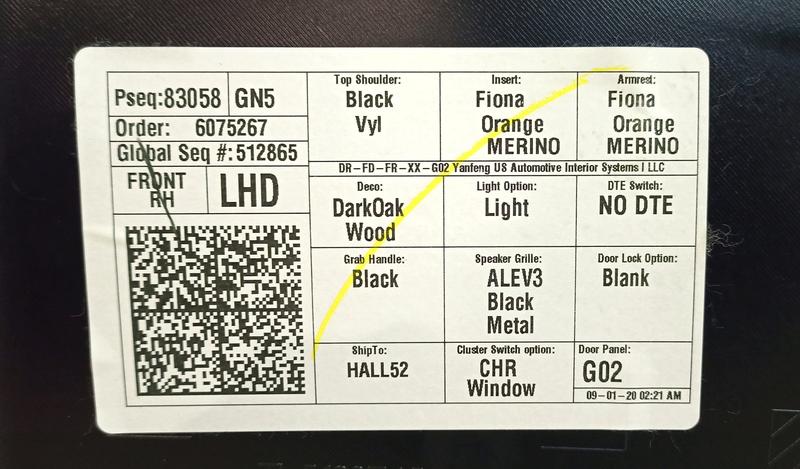 Pseq:83058 GN5
Order: 6075267
Global Seq #:512865
FRONT
RH
LHD
Top Shoulder:
Black
Vyl
Insert:
Fiona
Orange
MERINO
Armrest:
Fiona
Orange
MERINO
DR-FD-FR-XX-G02 Yanfeng US Automotive Interior Systems I LLC
Deco:
DarkOak
Wood
Light Option:
Light
DTE Switch:
NO DTE
Grab Handle:
Black
Speaker Grille:
ALEV3
Black
Metal
Door Lock Option:
Blank
ShipTo:
HALL52
Cluster Switch option:
CHR
Window
Door Panel:
G02
09-01-20 02:21 AM